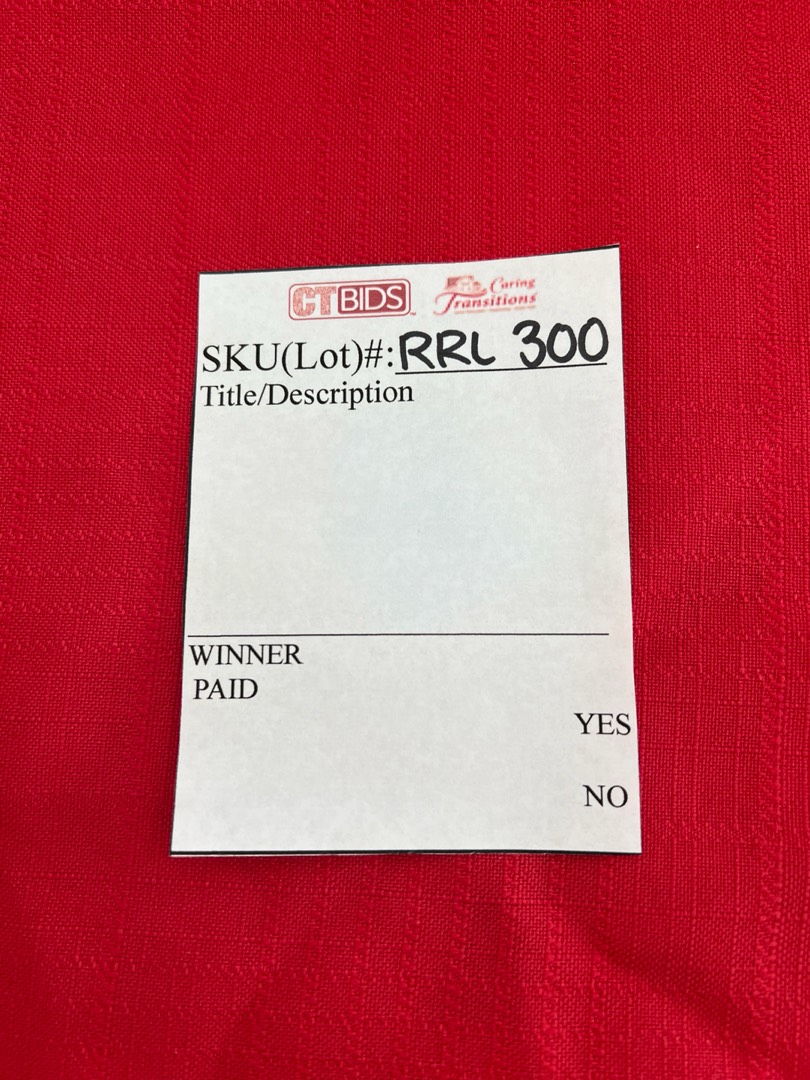 CTBIDS Caring Transitions
SKU(Lot)#: RRL 300
Title/Description
WINNER
PAID
YES
NO